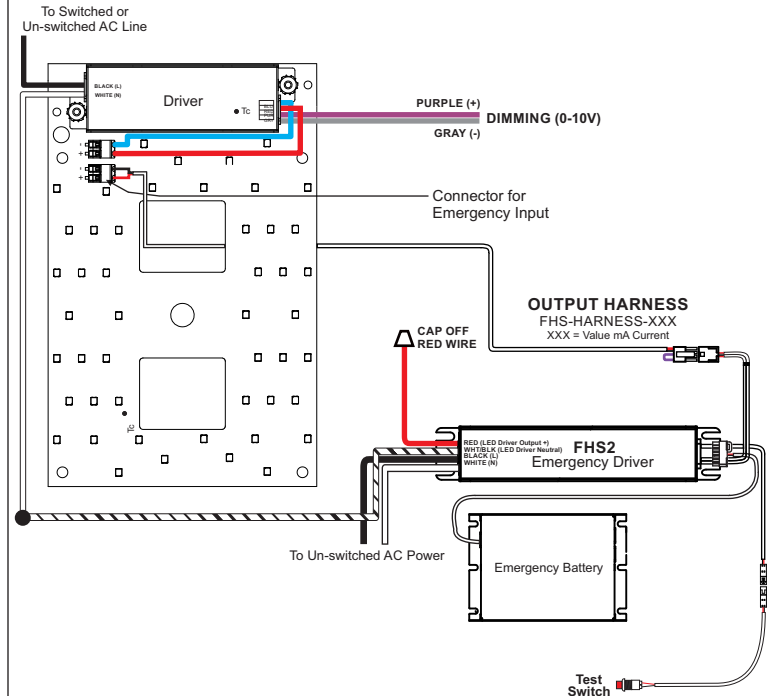 To Switched or
Un-switched AC Line
BLACK (L)
WHITE (N)
Driver
Tc
PURPLE (+)
DIMMING (0-10V)
GRAY (-)
-
+
-
+
Connector for
Emergency Input
OUTPUT HARNESS
FHS-HARNESS-XXX
XXX = Value mA Current
CAP OFF
RED WIRE
Tc
RED (LED Driver Output +)
WHT/BLK (LED Driver Neutral)
BLACK (L)
WHITE (N)
FHS2
Emergency Driver
To Un-switched AC Power
Emergency Battery
Test
Switch